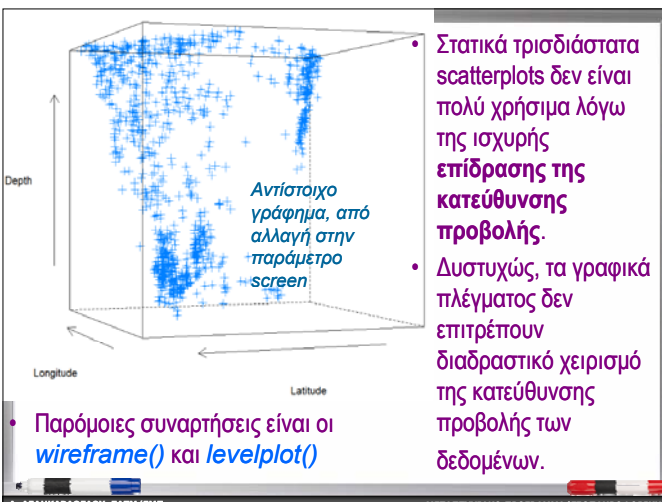 Depth
Longitude
Latitude
Αντίστοιχο
γράφημα, από
αλλαγή στην
παράμετρο
screen
• Στατικά τρισδιάστατα
scatterplots δεν είναι
πολύ χρήσιμα λόγω
της ισχυρής
επίδρασης της
κατεύθυνσης
προβολής.
• Δυστυχώς, τα γραφικά
πλέγματος δεν
επιτρέπουν
διαδραστικό χειρισμό
της κατεύθυνσης
προβολής των
δεδομένων.
• Παρόμοιες συναρτήσεις είναι οι
wireframe() και levelplot()